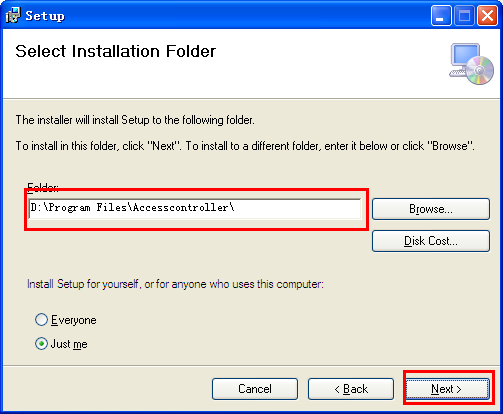 Setup
Select Installation Folder
The installer will install Setup to the following folder.
To install in this folder, click "Next". To install to a different folder, enter it below or click "Browse".
Folder:
D:\Program Files\Accesscontroller\
Browse...
Disk Cost...
Install Setup for yourself, or for anyone who uses this computer:
Everyone
Just me
Cancel
< Back
Next >